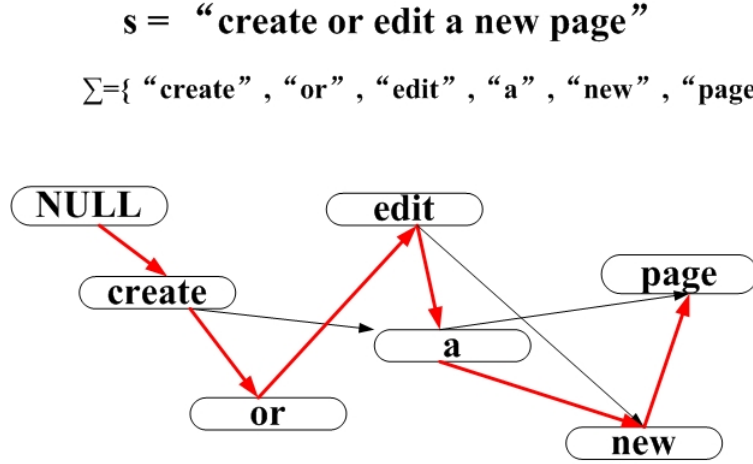 s = “create or edit a new page”
∑={ “create” , “or” , “edit” , “a” , “new” , “page
NULL
edit
page
create
a
or
new